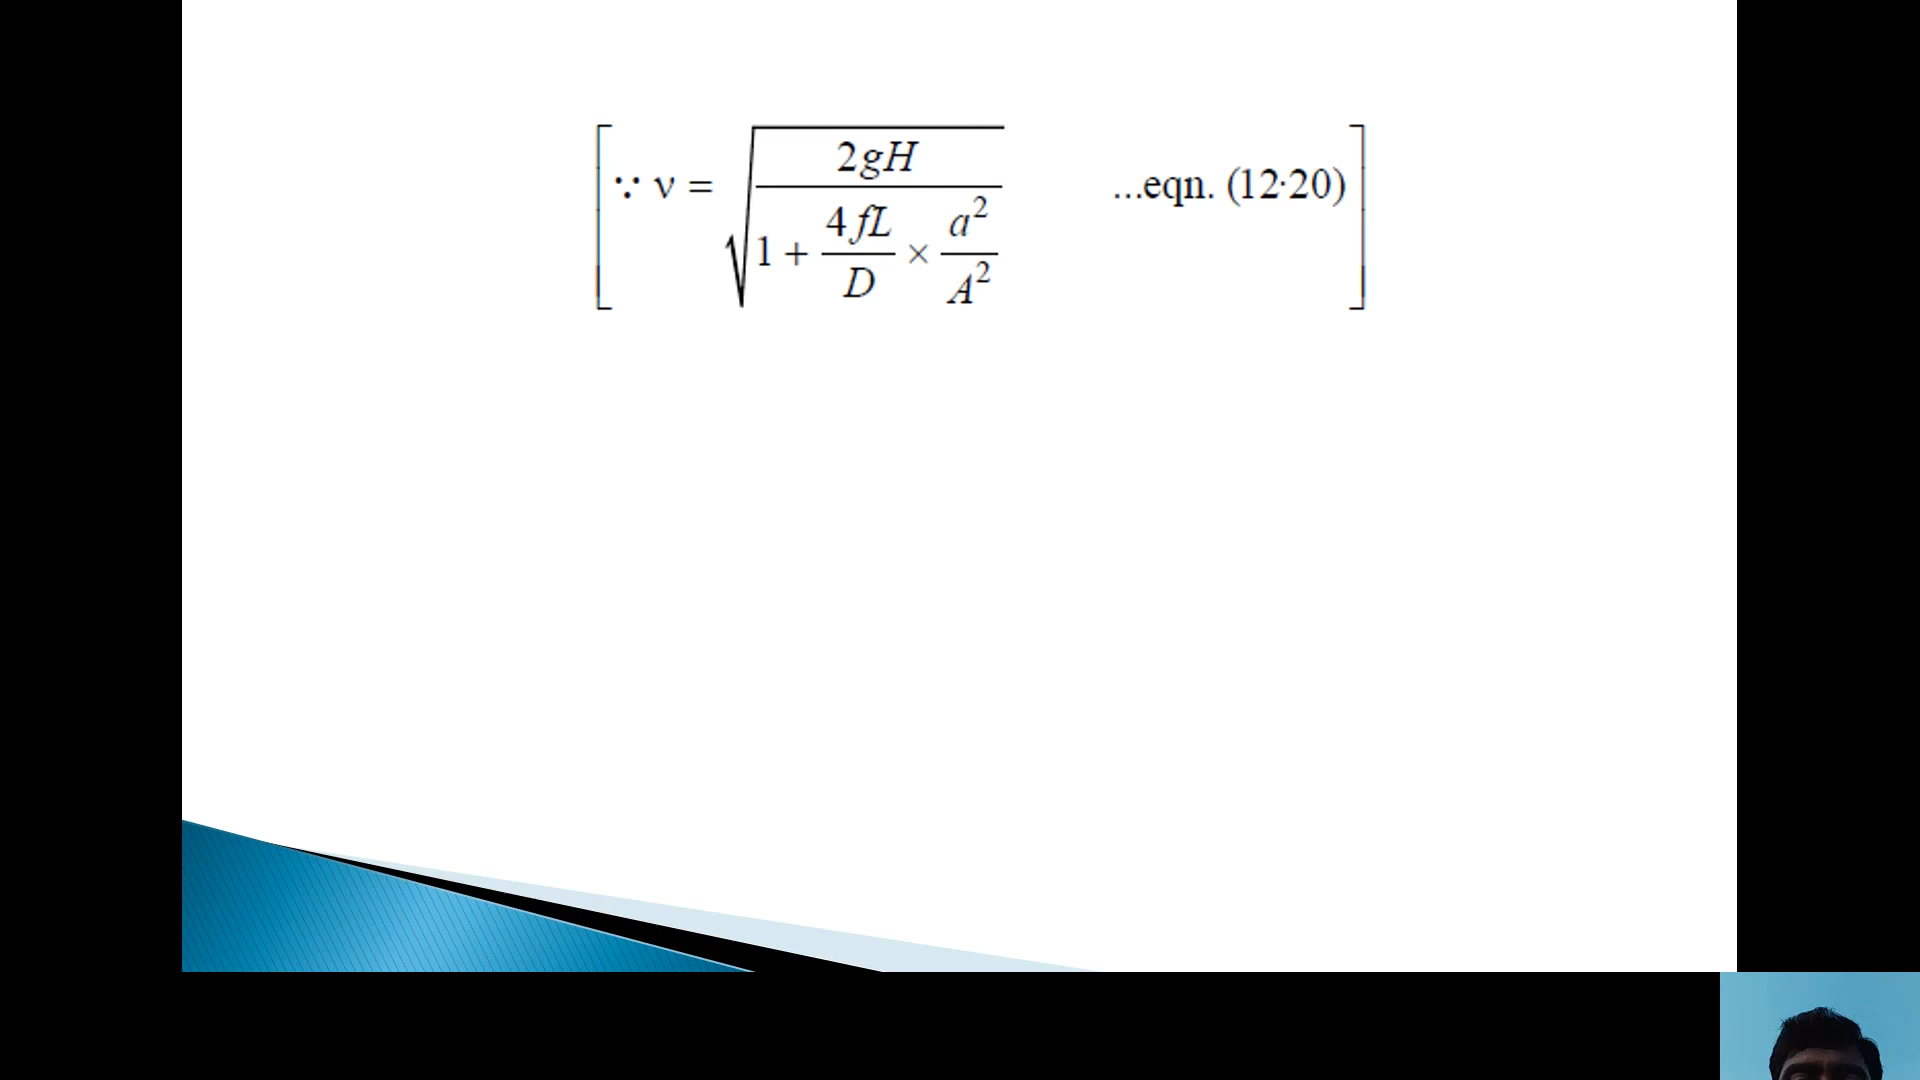 [ ∵ ν = √(2gH / (1 + 4fL/D × a²/A²)) ...eqn. (12·20) ]